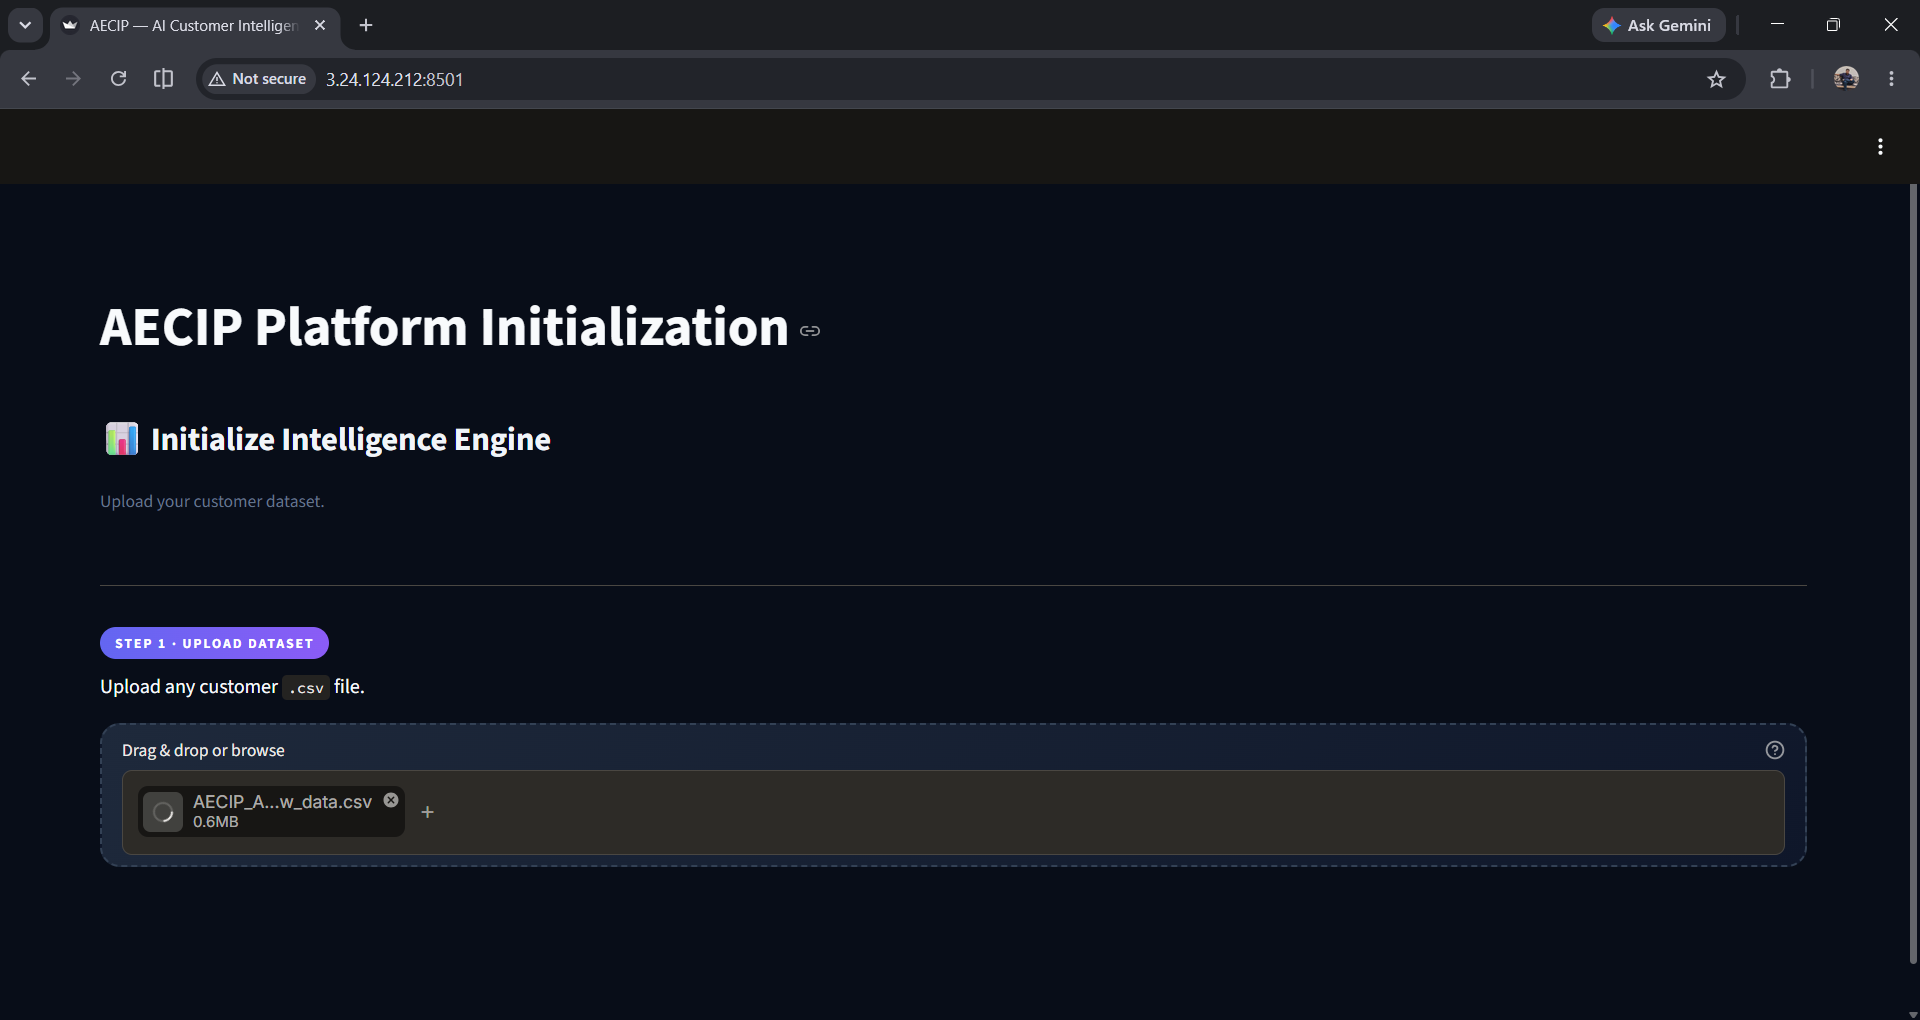 AECIP — AI Customer Intelligen
Ask Gemini
Not secure
3.24.124.212:8501
AECIP Platform Initialization
Initialize Intelligence Engine
Upload your customer dataset.
STEP 1 · UPLOAD DATASET
Upload any customer .csv file.
Drag & drop or browse
AECIP_A...w_data.csv
0.6MB